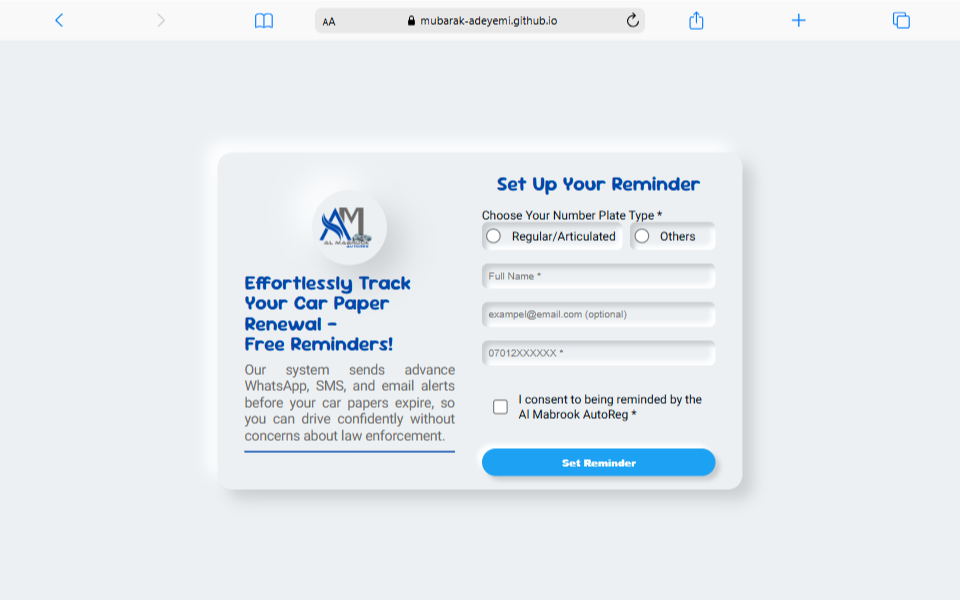 AA
mubarak-adeyemi.github.io
AM
AL MABROOK
Effortlessly Track
Your Car Paper
Renewal -
Free Reminders!
Our system sends advance
WhatsApp, SMS, and email alerts
before your car papers expire, so
you can drive confidently without
concerns about law enforcement.
Set Up Your Reminder
Choose Your Number Plate Type *
Regular/Articulated
Others
Full Name *
exampel@email.com (optional)
07012XXXXXX *
I consent to being reminded by the
Al Mabrook AutoReg *
Set Reminder